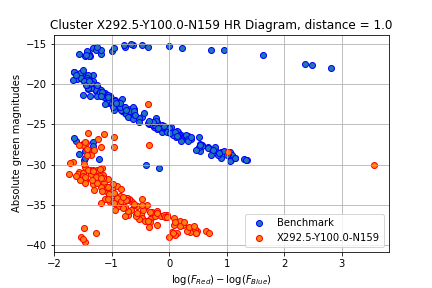 Cluster X292.5-Y100.0-N159 HR Diagram, distance = 1.0
Absolute green magnitudes
−15
−20
−25
−30
−35
−40
Benchmark
X292.5-Y100.0-N159
−2 −1 0 1 2 3
log(F_Red) − log(F_Blue)